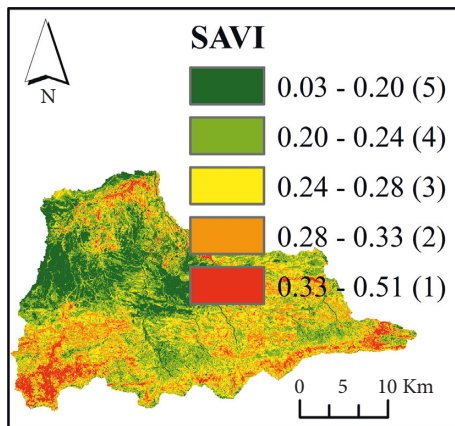 SAVI
N
0.03 - 0.20 (5)
0.20 - 0.24 (4)
0.24 - 0.28 (3)
0.28 - 0.33 (2)
0.33 - 0.51 (1)
0 5 10 Km